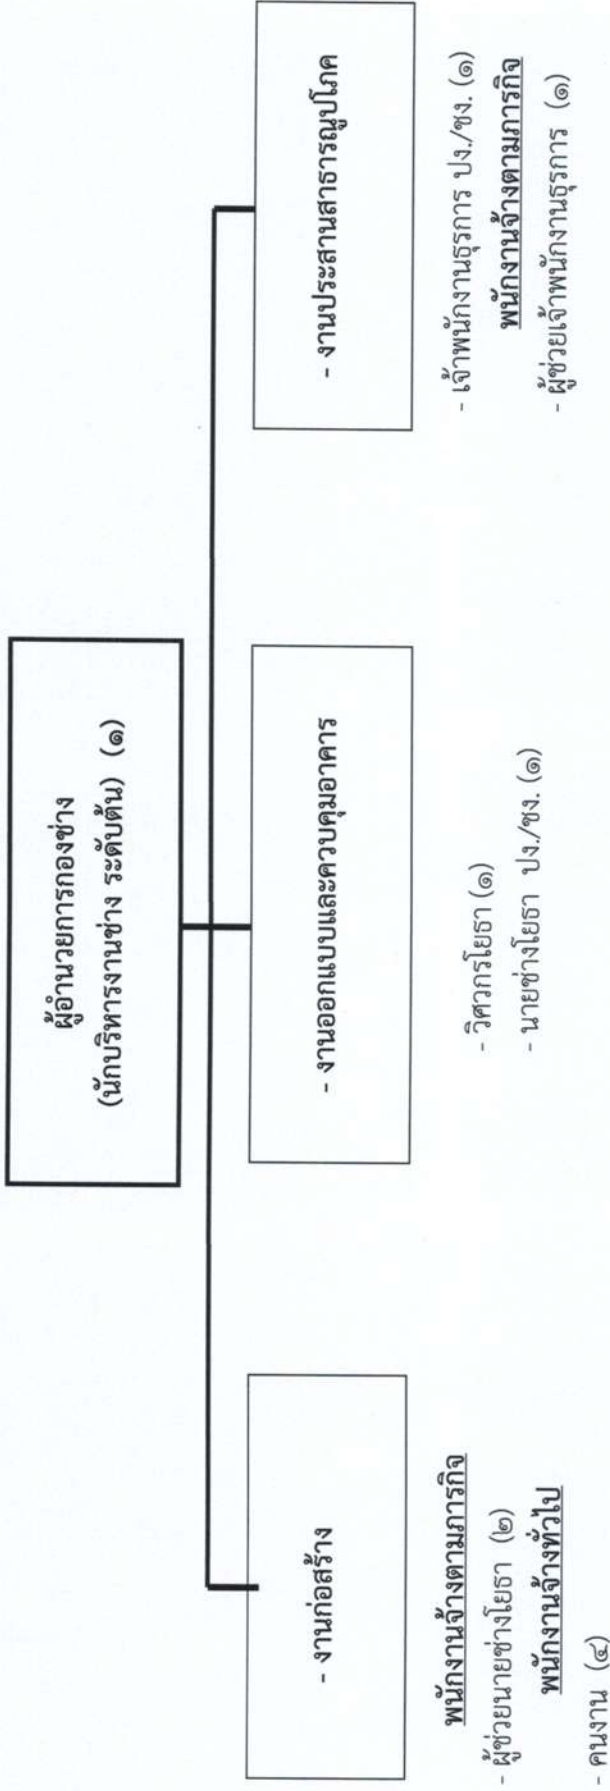 ผู้อำนวยการกองช่าง
(นักบริหารงานช่าง ระดับต้น) (๑)
- งานก่อสร้าง
พนักงานจ้างตามภารกิจ
- ผู้ช่วยนายช่างโยธา (๒)
พนักงานจ้างทั่วไป
- คนงาน (๔)
- งานออกแบบและควบคุมอาคาร
- วิศวกรโยธา (๑)
- นายช่างโยธา ปง./ชง. (๑)
- งานประสานสาธารณูปโภค
- เจ้าพนักงานธุรการ ปง./ชง. (๑)
พนักงานจ้างตามภารกิจ
- ผู้ช่วยเจ้าพนักงานธุรการ (๑)